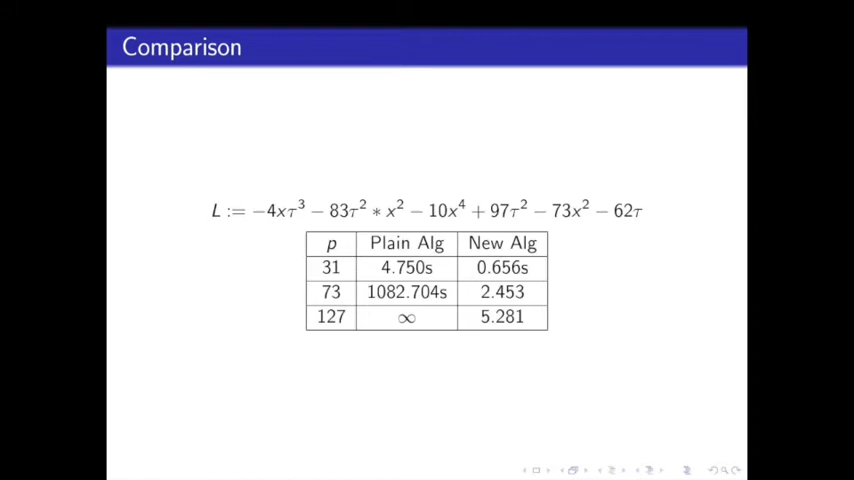 Comparison
L := −4xτ³ − 83τ² ∗ x² − 10x⁴ + 97τ² − 73x² − 62τ
p Plain Alg New Alg
31 4.750s 0.656s
73 1082.704s 2.453
127 ∞ 5.281